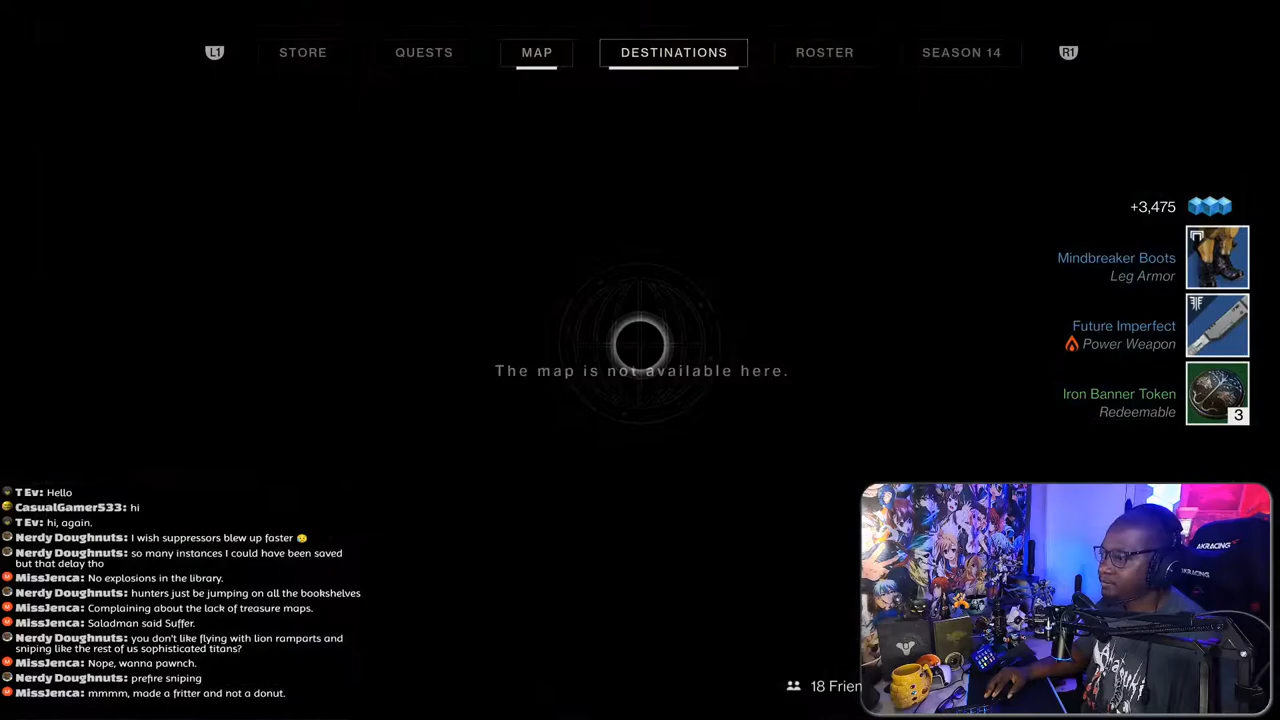 L1 STORE QUESTS MAP DESTINATIONS ROSTER SEASON 14 R1
+3,475
Mindbreaker Boots
Leg Armor
Future Imperfect
Power Weapon
The map is not available here.
Iron Banner Token
Redeemable
3
T Ev: Hello
CasualGamer533: hi
T Ev: hi, again.
Nerdy Doughnuts: I wish suppressors blew up faster
Nerdy Doughnuts: so many instances I could have been saved
but that delay tho
MissJenca: No explosions in the library.
Nerdy Doughnuts: hunters just be jumping on all the bookshelves
MissJenca: Complaining about the lack of treasure maps.
MissJenca: Saladman said Suffer.
Nerdy Doughnuts: you don't like flying with lion ramparts and
sniping like the rest of us sophisticated titans?
MissJenca: Nope, wanna pawnch.
Nerdy Doughnuts: prefire sniping
MissJenca: mmmm, made a fritter and not a donut.
18 Frien
AKRACING
AKRACING